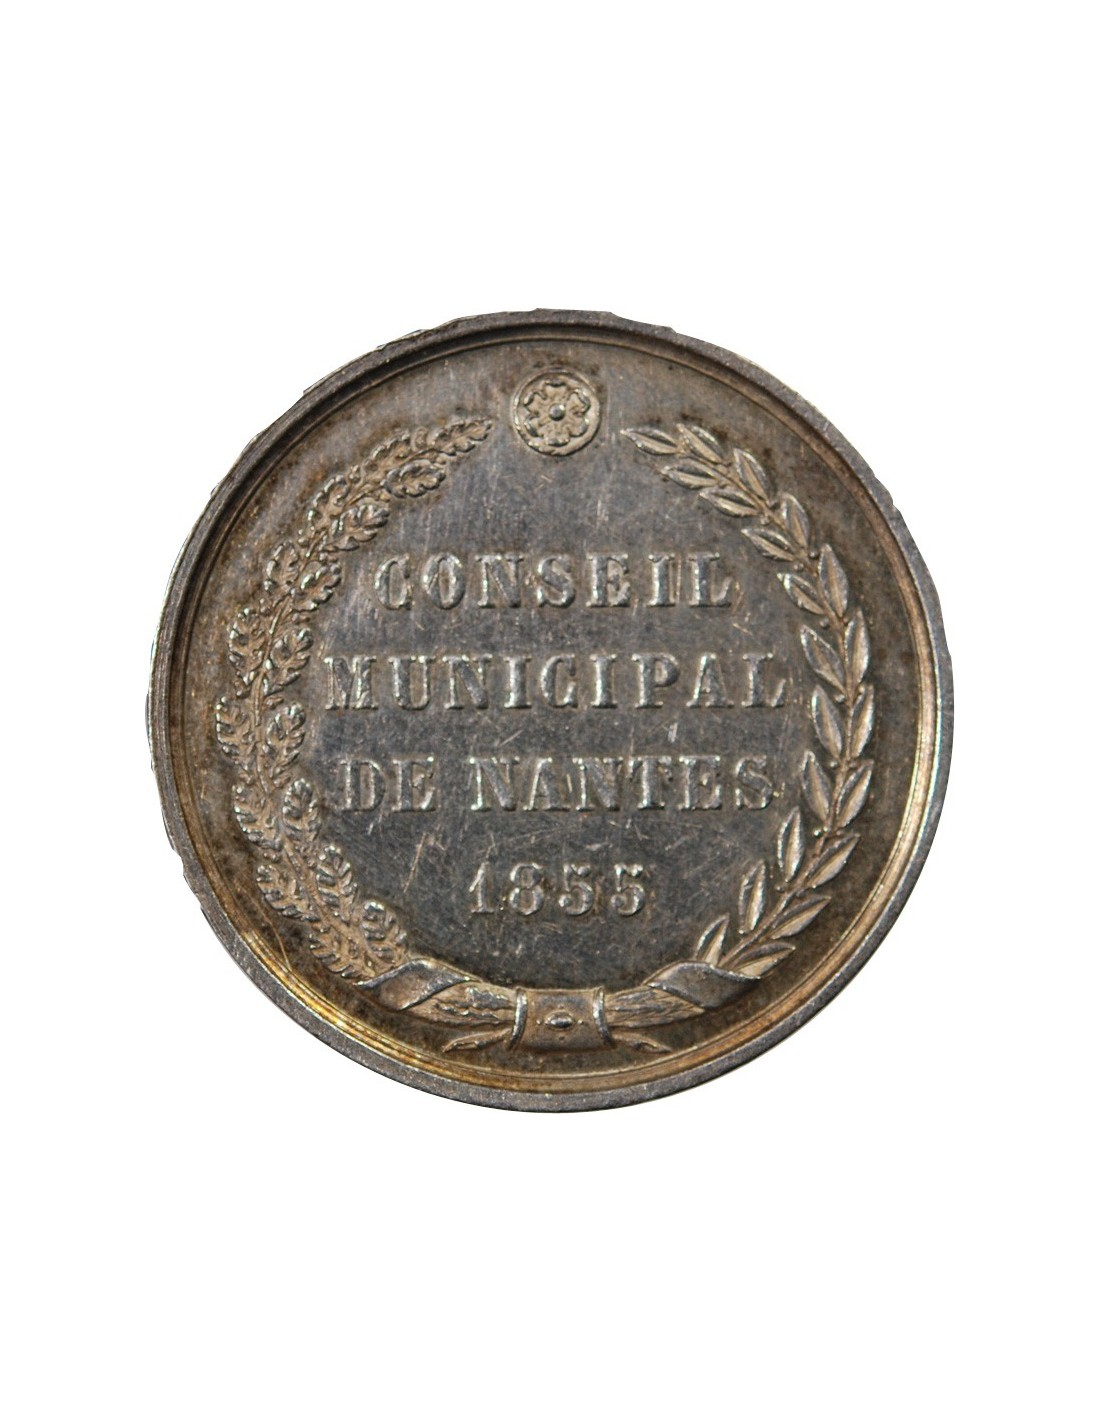 CONSEIL
MUNICIPAL
DE NANTES
1855